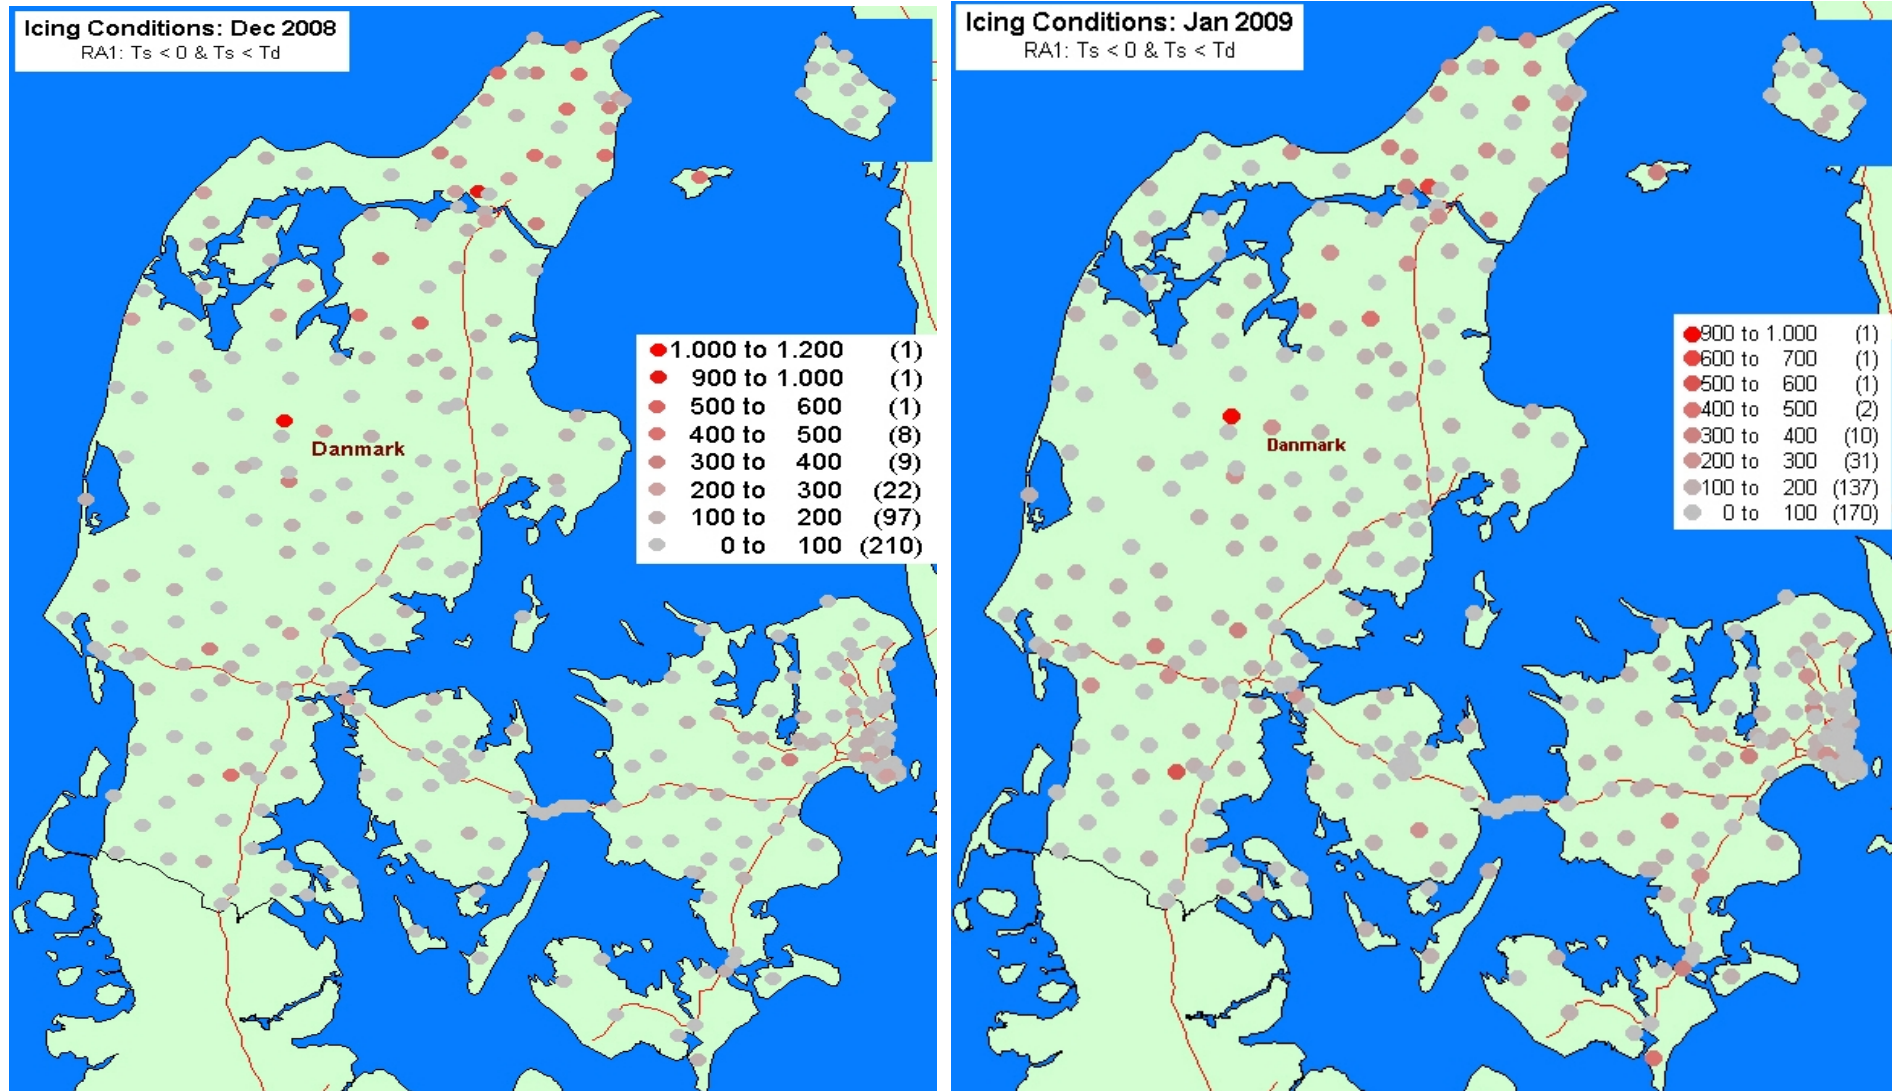 Icing Conditions: Dec 2008
RA1: Ts < 0 & Ts < Td
Danmark
1.000 to 1.200 (1)
900 to 1.000 (1)
500 to 600 (1)
400 to 500 (8)
300 to 400 (9)
200 to 300 (22)
100 to 200 (97)
0 to 100 (210)
Icing Conditions: Jan 2009
RA1: Ts < 0 & Ts < Td
Danmark
900 to 1.000 (1)
600 to 700 (1)
500 to 600 (1)
400 to 500 (2)
300 to 400 (10)
200 to 300 (31)
100 to 200 (137)
0 to 100 (170)